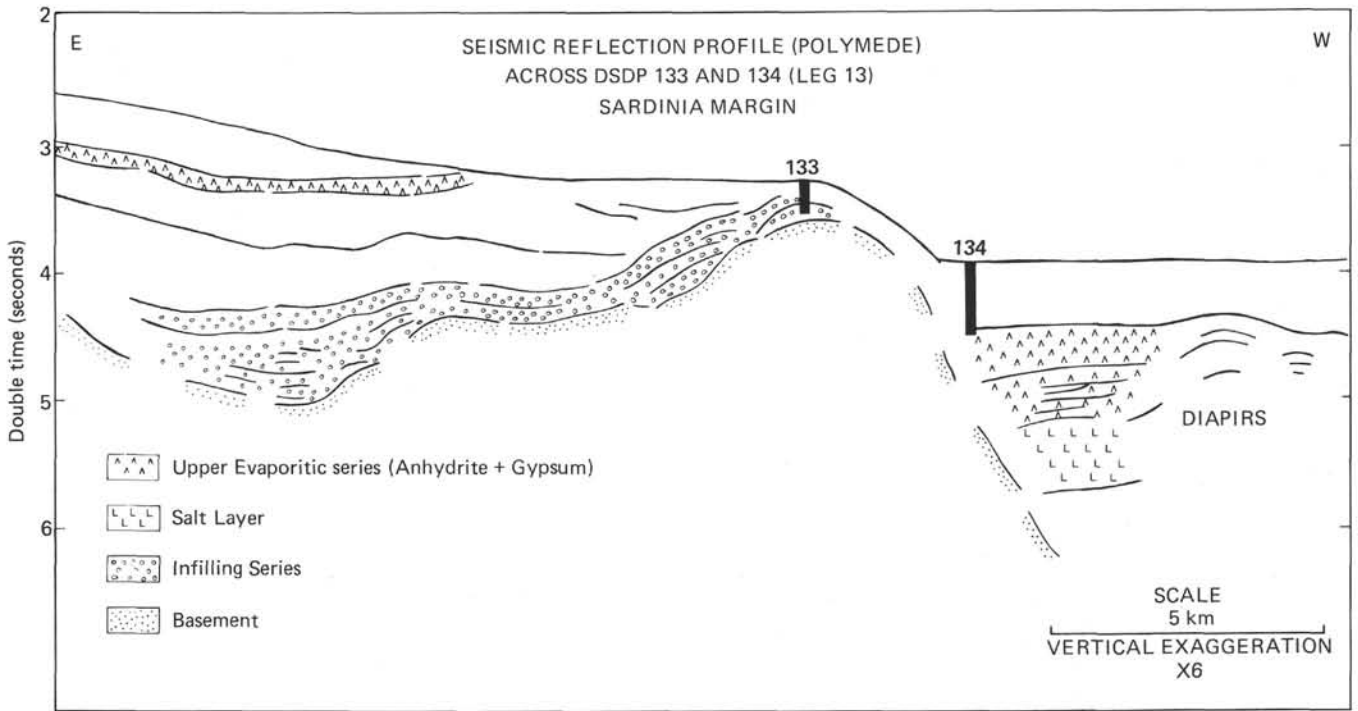 E
W
SEISMIC REFLECTION PROFILE (POLYMEDE)
ACROSS DSDP 133 AND 134 (LEG 13)
SARDINIA MARGIN
2
3
4
5
6
Double time (seconds)
133
134
DIAPIRS
Upper Evaporitic series (Anhydrite + Gypsum)
Salt Layer
Infilling Series
Basement
SCALE
5 km
VERTICAL EXAGGERATION
X6